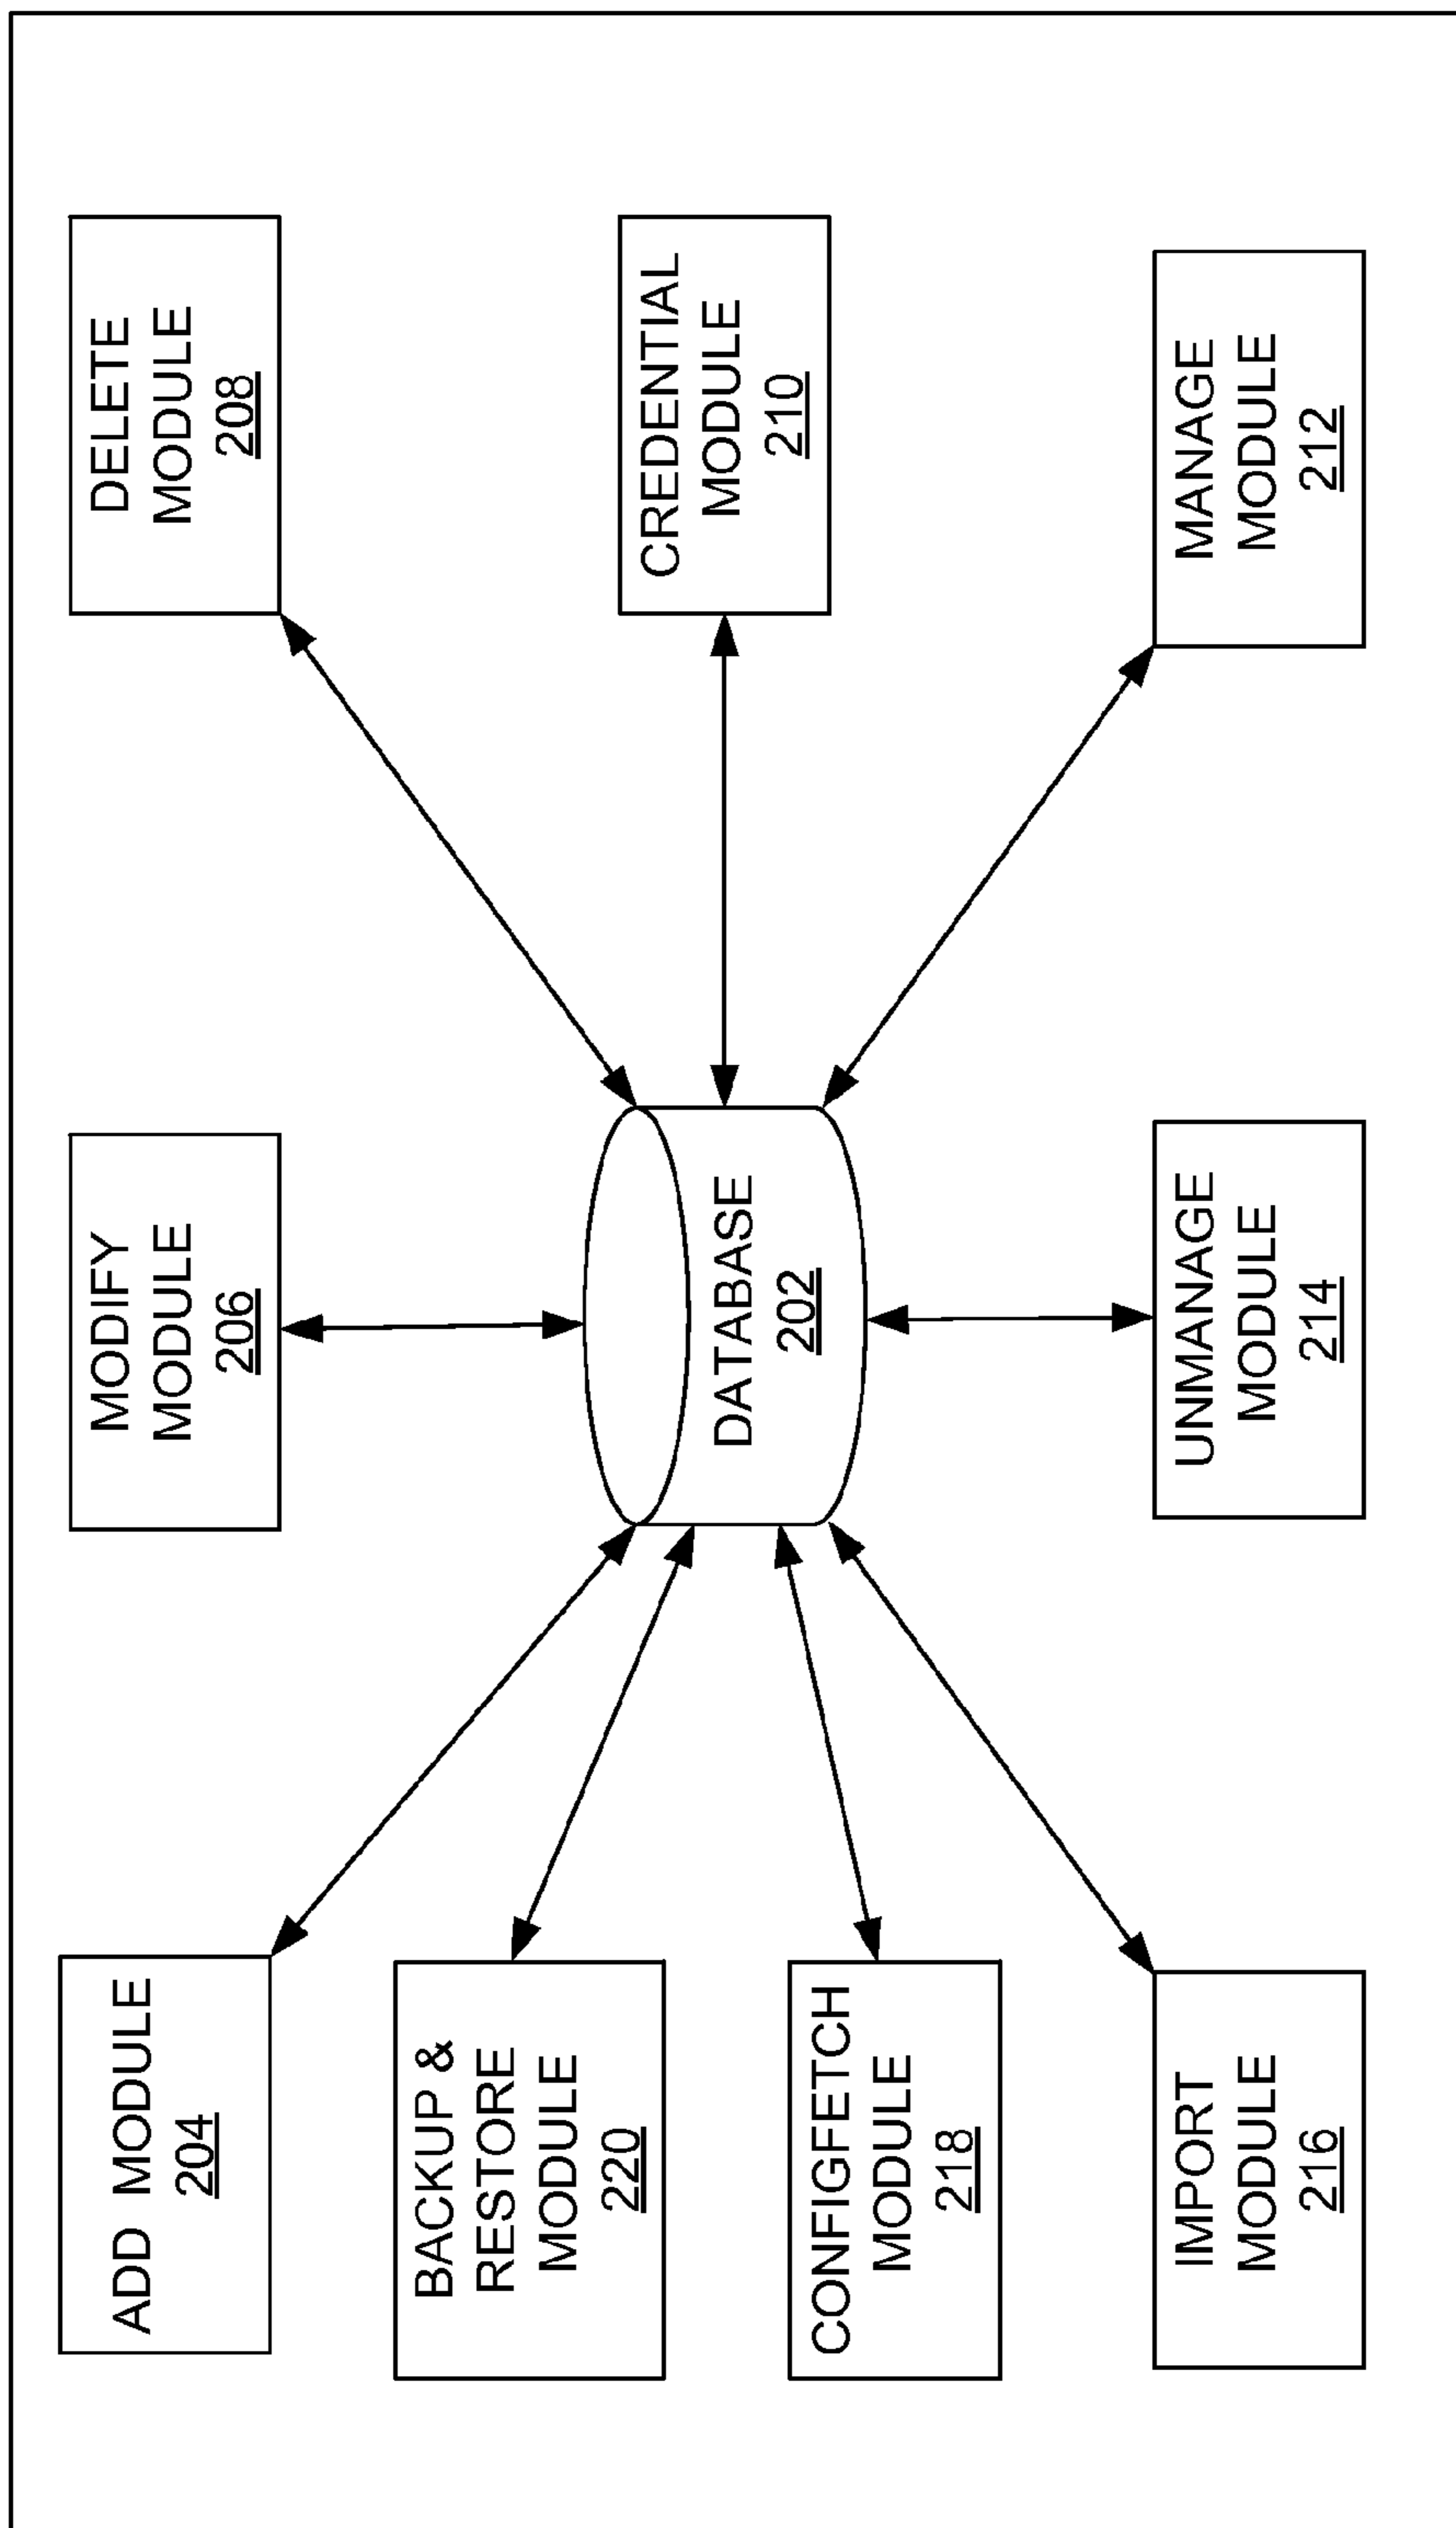 ADD MODULE
204
MODIFY
MODULE
206
DELETE
MODULE
208
BACKUP &
RESTORE
MODULE
220
DATABASE
202
CREDENTIAL
MODULE
210
CONFIGFETCH
MODULE
218
IMPORT
MODULE
216
UNMANAGE
MODULE
214
MANAGE
MODULE
212